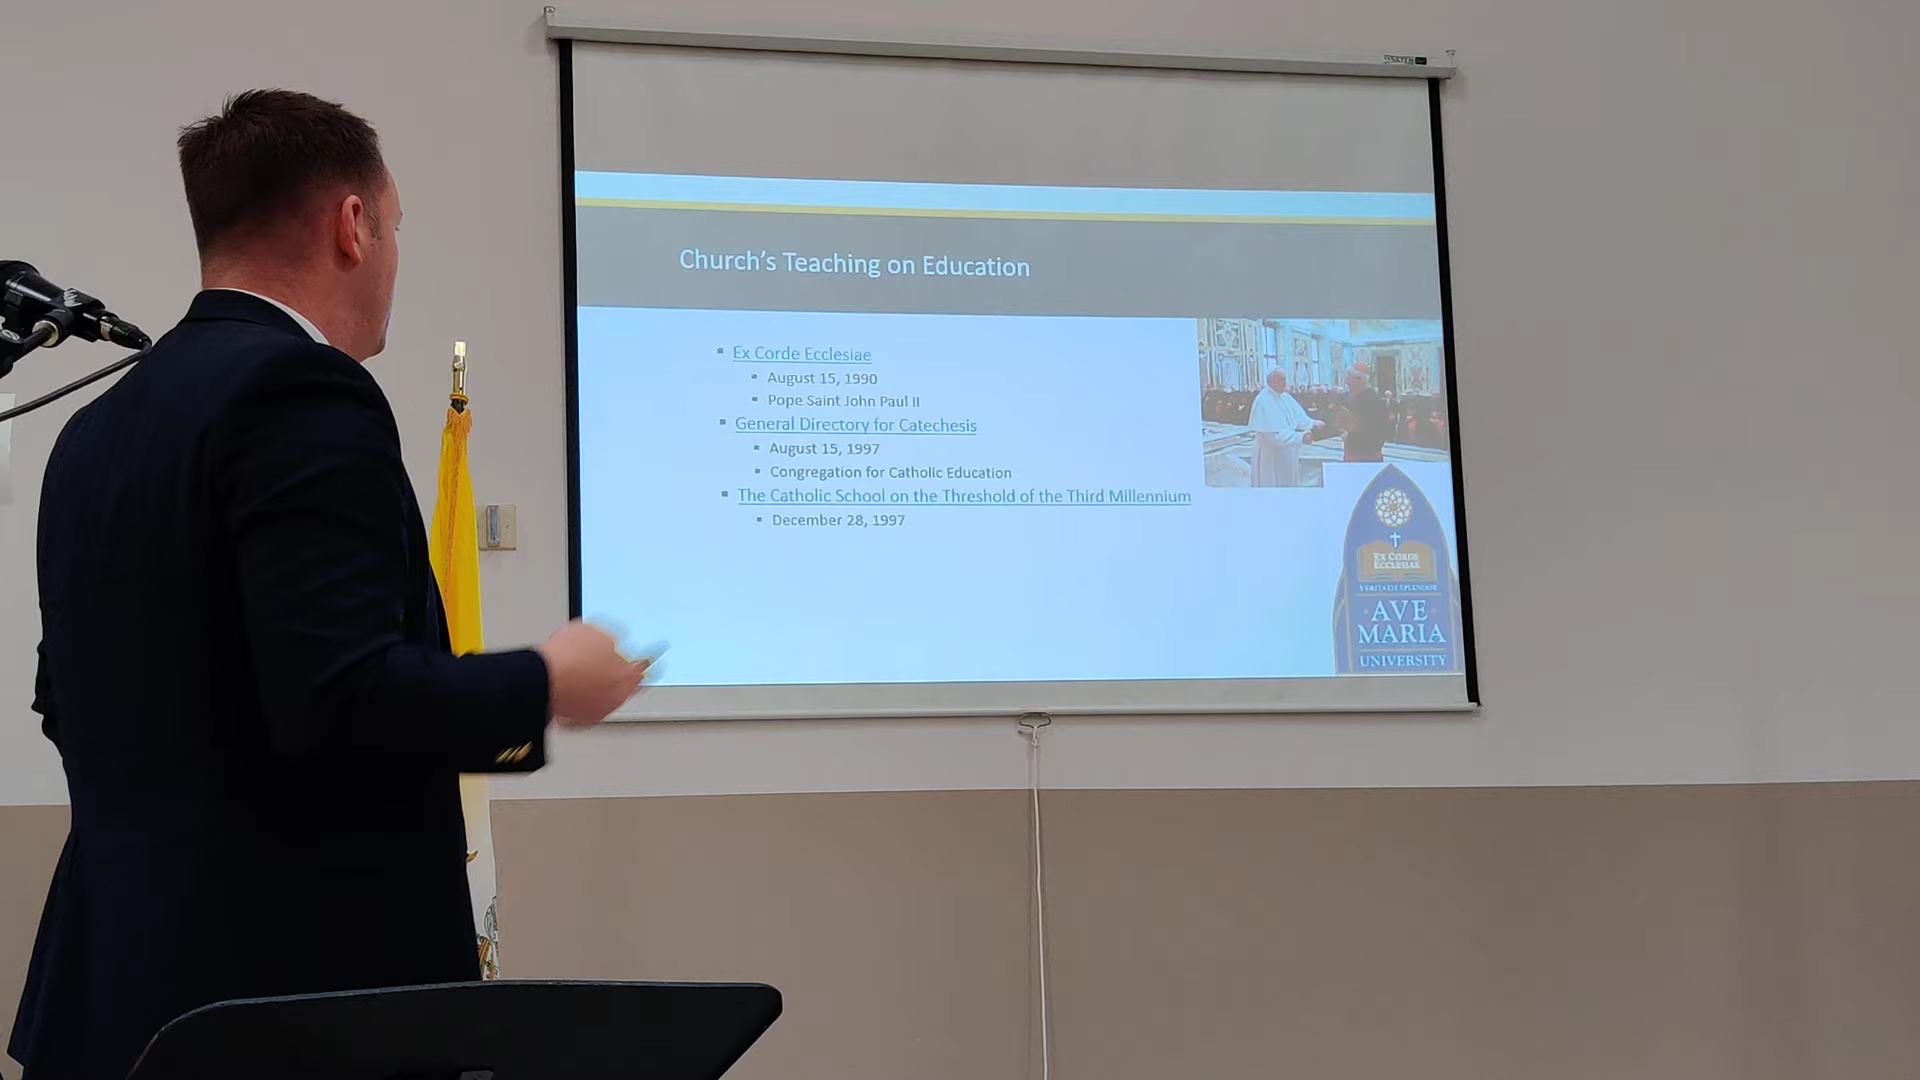 Church's Teaching on Education
Ex Corde Ecclesiae
August 15, 1990
Pope Saint John Paul II
General Directory for Catechesis
August 15, 1997
Congregation for Catholic Education
The Catholic School on the Threshold of the Third Millennium
December 28, 1997
EX CORDE
ECCLESIAE
VERITATIS SPLENDOR
AVE
MARIA
UNIVERSITY